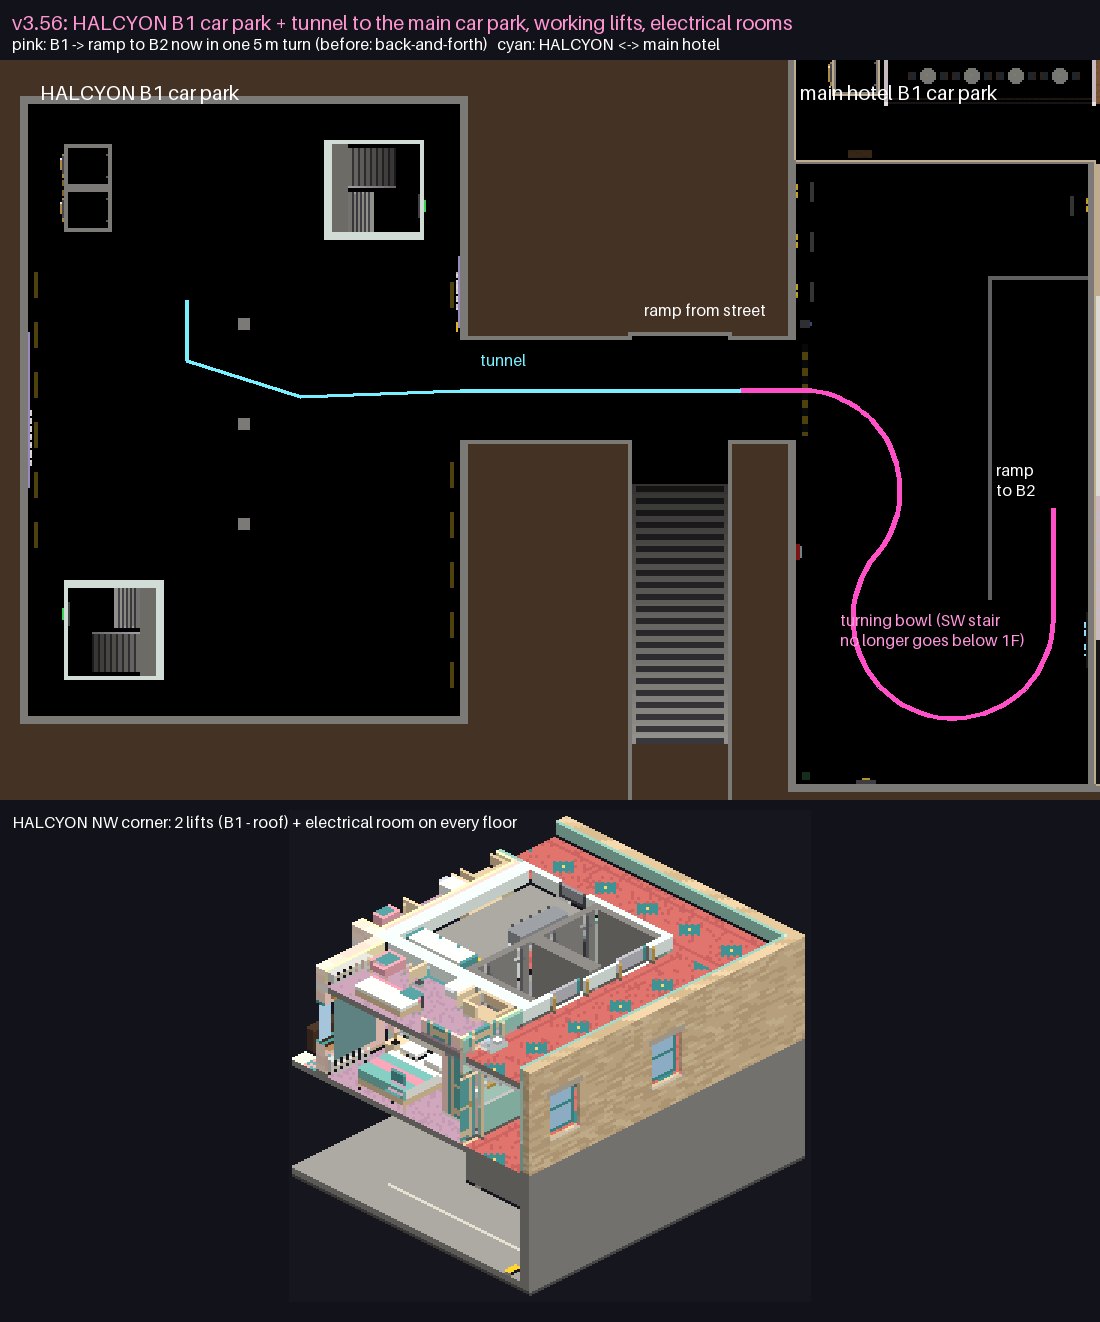 v3.56: HALCYON B1 car park + tunnel to the main car park, working lifts, electrical rooms
pink: B1 -> ramp to B2 now in one 5 m turn (before: back-and-forth)   cyan: HALCYON <-> main hotel
HALCYON B1 car park
main hotel B1 car park
ramp from street
tunnel
ramp
to B2
turning bowl (SW stair
no longer goes below 1F)
HALCYON NW corner: 2 lifts (B1 - roof) + electrical room on every floor